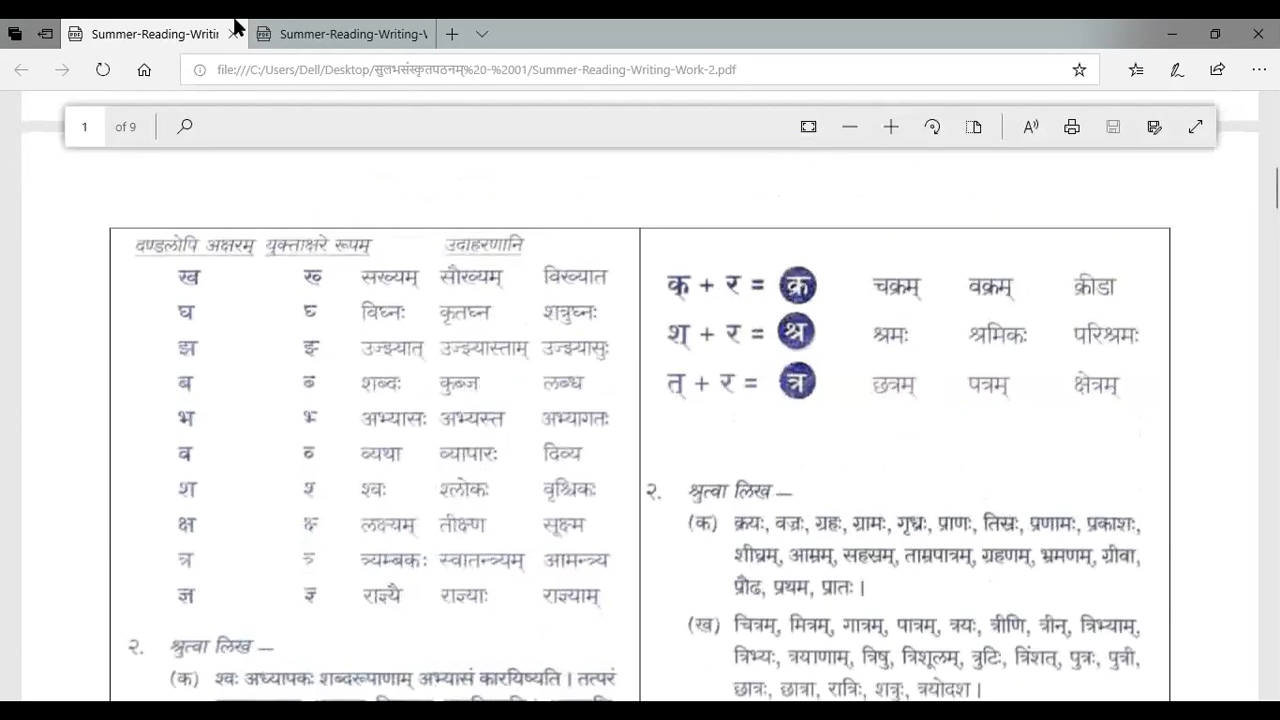 Summer-Reading-Writin
Summer-Reading-Writing-V
file:///C:/Users/Dell/Desktop/सुलभसंस्कृतपठनम्%20-%2001/Summer-Reading-Writing-Work-2.pdf
1 of 9
दण्डलोपि अक्षरम् युक्ताक्षरे रूपम् उदाहरणानि
ख ख्‍ सख्यम् सौख्यम् विख्यात
घ घ्‍ विघ्नः कृतघ्न शत्रुघ्नः
झ झ्‍ उज्झ्यात् उज्झ्यास्ताम् उज्झ्यासुः
ब ब्‍ शब्दः कुब्ज लब्ध
भ भ्‍ अभ्यासः अभ्यस्त अभ्यागतः
व व्‍ व्यथा व्यापारः दिव्य
श श्‍ श्वः श्लोकः वृश्चिकः
क्ष क्ष्‍ लक्ष्यम् तीक्ष्ण सूक्ष्म
त्र त्र्‍ त्र्यम्बकः स्वातन्त्र्यम् आमन्त्र्य
ज्ञ ज्ञ्‍ राज्ञ्यै राज्ञ्याः राज्ञ्याम्
२. श्रुत्वा लिख —
(क) श्वः अध्यापकः शब्दरूपाणाम् अभ्यासं कारयिष्यति । तत्परं
क् + र = क्र चक्रम् वक्रम् क्रीडा
श् + र = श्र श्रमः श्रमिकः परिश्रमः
त् + र = त्र छत्रम् पत्रम् क्षेत्रम्
२. श्रुत्वा लिख —
(क) क्रयः, वज्रः, ग्रहः, ग्रामः, गृध्रः, प्राणः, तिस्रः, प्रणामः, प्रकाशः,
शीघ्रम्, आम्रम्, सहस्रम्, ताम्रपात्रम्, ग्रहणम्, भ्रमणम्, ग्रीवा,
प्रौढ, प्रथम, प्रातः ।
(ख) चित्रम्, मित्रम्, गात्रम्, पात्रम्, त्रयः, त्रीणि, त्रीन्, त्रिभ्याम्,
त्रिभ्यः, त्रयाणाम्, त्रिषु, त्रिशूलम्, त्रुटिः, त्रिंशत्, पुत्रः, पुत्री,
छात्रः, छात्रा, रात्रिः, शत्रुः, त्रयोदश ।